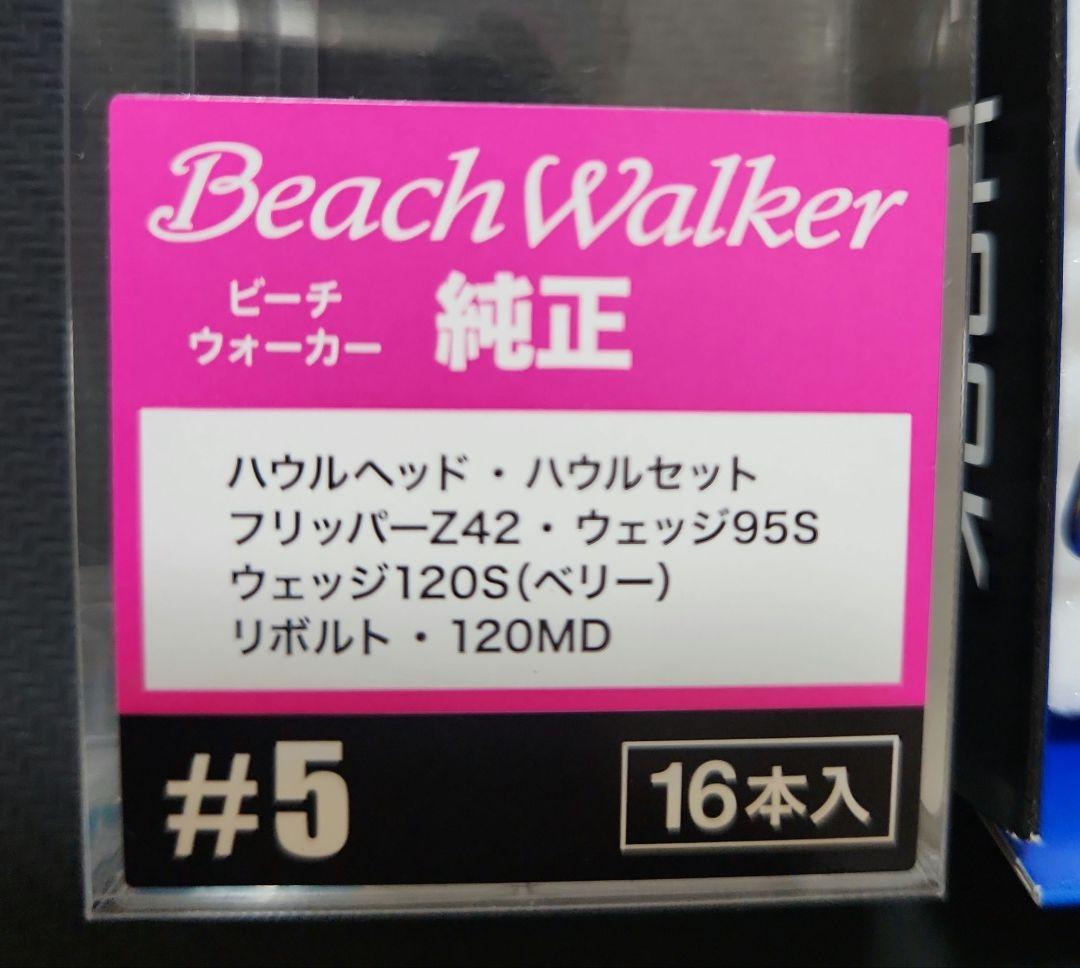 Beach Walker
ビーチ
ウォーカー
純正
ハウルヘッド・ハウルセット
フリッパーZ42・ウェッジ95S
ウェッジ120S(ベリー)
リボルト・120MD
#5
16本入
HOOK